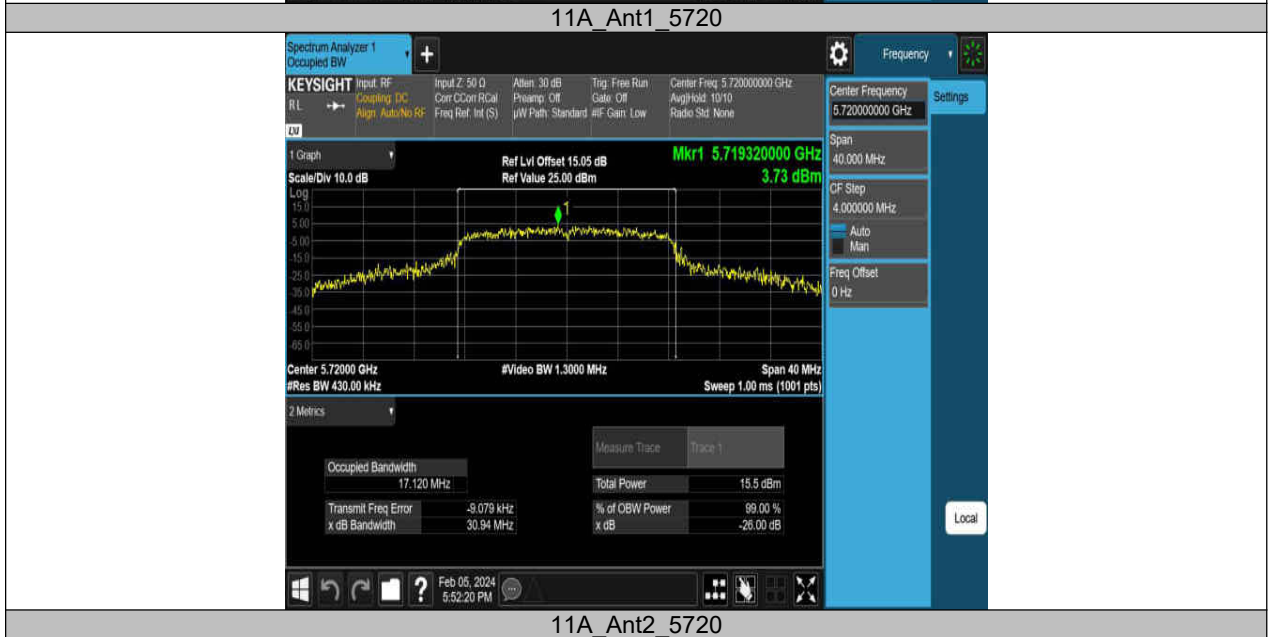 11A_Ant1_5720
Spectrum Analyzer 1
Occupied BW
+
Frequency
KEYSIGHT
RL
LXI
Input: RF
Coupling: DC
Align: Auto/No RF
Input Z: 50 Ω
Corr CCorr RCal
Freq Ref: Int (S)
Atten: 30 dB
Preamp: Off
µW Path: Standard
Trig: Free Run
Gate: Off
#IF Gain: Low
Center Freq: 5.720000000 GHz
Avg|Hold: 10/10
Radio Std: None
Center Frequency
5.720000000 GHz
Settings
Span
40.000 MHz
CF Step
4.000000 MHz
Auto
Man
Freq Offset
0 Hz
1 Graph
Scale/Div 10.0 dB
Ref Lvl Offset 15.05 dB
Ref Value 25.00 dBm
Mkr1 5.719320000 GHz
3.73 dBm
Log
15.0
5.00
-5.00
-15.0
-25.0
-35.0
-45.0
-55.0
-65.0
1
Center 5.72000 GHz
#Video BW 1.3000 MHz
Span 40 MHz
#Res BW 430.00 kHz
Sweep 1.00 ms (1001 pts)
2 Metrics
Measure Trace Trace 1
Occupied Bandwidth
17.120 MHz
Total Power 15.5 dBm
Transmit Freq Error -9.079 kHz
% of OBW Power 99.00 %
x dB Bandwidth 30.94 MHz
x dB -26.00 dB
Local
?
Feb 05, 2024
5:52:20 PM
11A_Ant2_5720